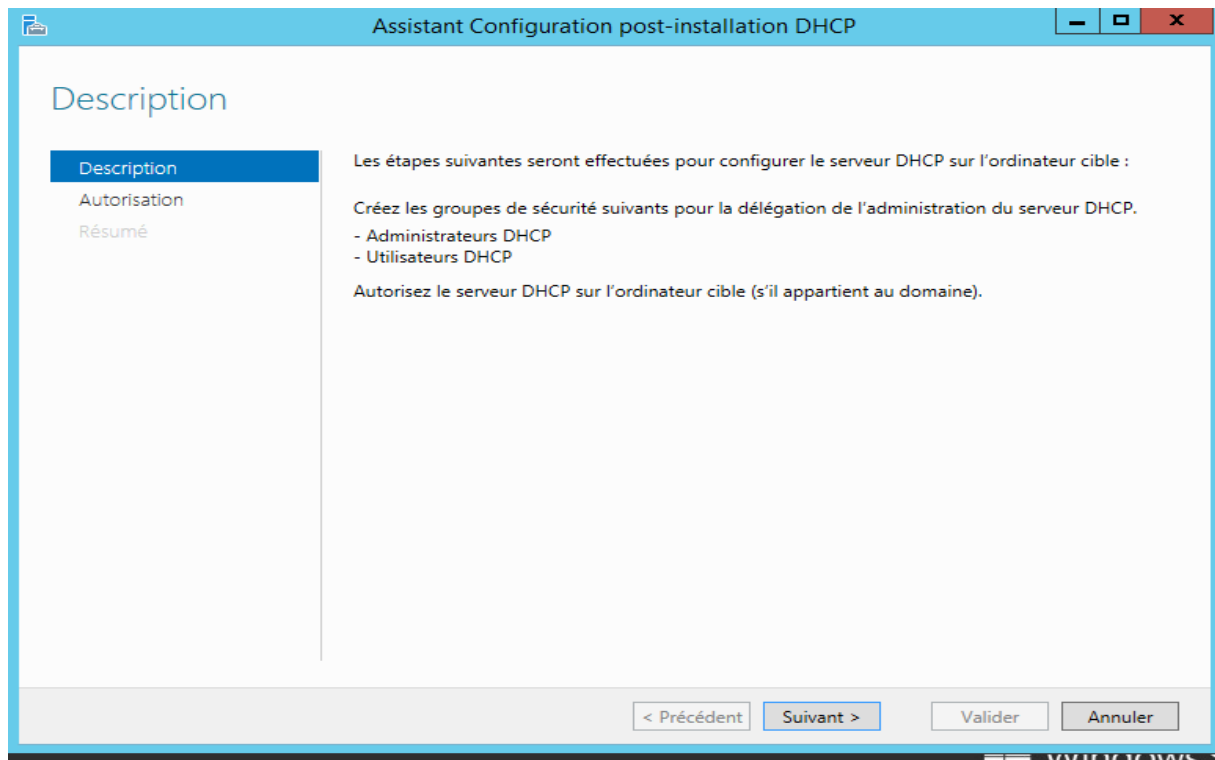 Assistant Configuration post-installation DHCP
Description
Description
Autorisation
Résumé
Les étapes suivantes seront effectuées pour configurer le serveur DHCP sur l'ordinateur cible :
Créez les groupes de sécurité suivants pour la délégation de l'administration du serveur DHCP.
- Administrateurs DHCP
- Utilisateurs DHCP
Autorisez le serveur DHCP sur l'ordinateur cible (s'il appartient au domaine).
< Précédent
Suivant >
Valider
Annuler